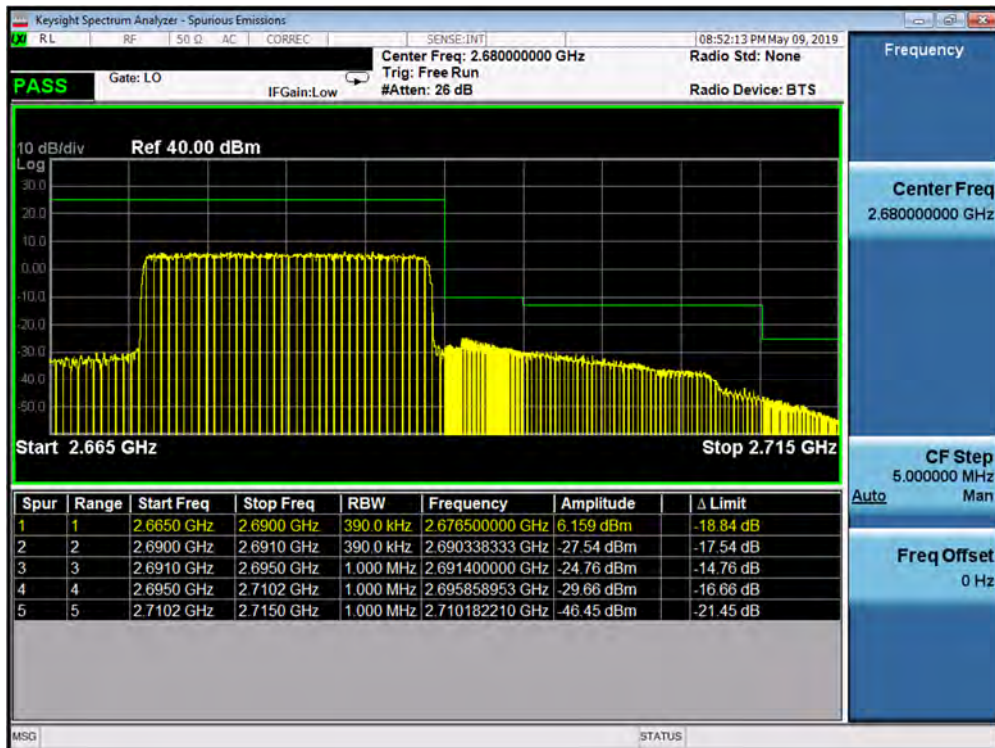 Keysight Spectrum Analyzer - Spurious Emissions
LXI RL RF 50 Ω AC CORREC SENSE:INT 08:52:13 PM May 09, 2019
Center Freq: 2.680000000 GHz Radio Std: None
PASS Gate: LO Trig: Free Run
IFGain:Low #Atten: 26 dB Radio Device: BTS
10 dB/div Ref 40.00 dBm
Log
30.0
20.0
10.0
0.00
-10.0
-20.0
-30.0
-40.0
-50.0
Start 2.665 GHz Stop 2.715 GHz
Spur Range Start Freq Stop Freq RBW Frequency Amplitude Δ Limit
1 1 2.6650 GHz 2.6900 GHz 390.0 kHz 2.676500000 GHz 6.159 dBm -18.84 dB
2 2 2.6900 GHz 2.6910 GHz 390.0 kHz 2.690338333 GHz -27.54 dBm -17.54 dB
3 3 2.6910 GHz 2.6950 GHz 1.000 MHz 2.691400000 GHz -24.76 dBm -14.76 dB
4 4 2.6950 GHz 2.7102 GHz 1.000 MHz 2.695858953 GHz -29.66 dBm -16.66 dB
5 5 2.7102 GHz 2.7150 GHz 1.000 MHz 2.710182210 GHz -46.45 dBm -21.45 dB
MSG STATUS
Frequency
Center Freq
2.680000000 GHz
CF Step
5.000000 MHz
Auto Man
Freq Offset
0 Hz